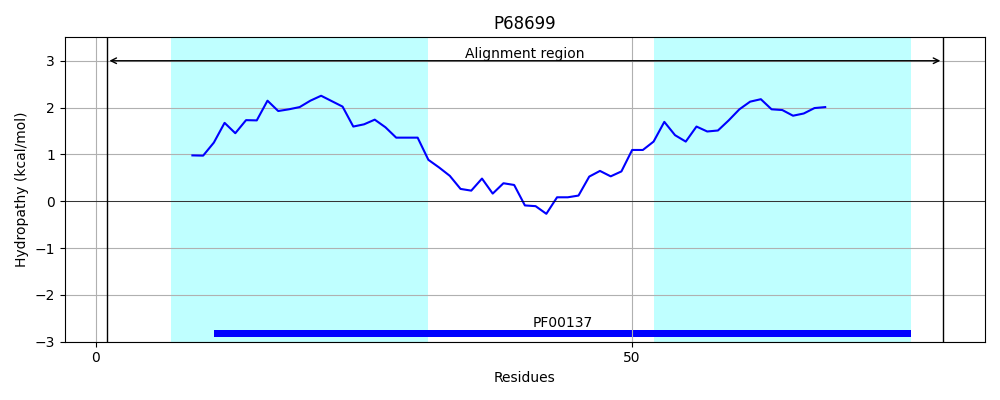 P68699
Alignment region
3
2
1
0
−1
−2
−3
Hydropathy (kcal/mol)
PF00137
0
50
Residues